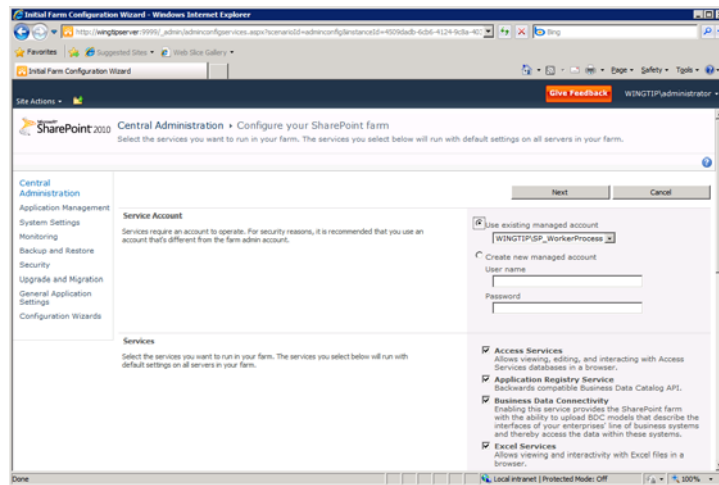 Initial Farm Configuration Wizard - Windows Internet Explorer
http://wingtipserver:9999/_admin/adminconfigservices.aspx?scenarioId=adminconfig&instanceId=4509dadb-6cb6-4124-9c8a-40
Bing
Favorites Suggested Sites Web Slice Gallery
Initial Farm Configuration Wizard
Page Safety Tools
Site Actions
Give Feedback
WINGTIP\administrator
Microsoft
SharePoint 2010
Central Administration Configure your SharePoint farm
Select the services you want to run in your farm. The services you select below will run with default settings on all servers in your farm.
Central
Administration
Application Management
System Settings
Monitoring
Backup and Restore
Security
Upgrade and Migration
General Application
Settings
Configuration Wizards
Next Cancel
Service Account
Services require an account to operate. For security reasons, it is recommended that you use an
account that's different from the farm admin account.
Use existing managed account
WINGTIP\SP_WorkerProcess
Create new managed account
User name
Password
Services
Select the services you want to run in your farm. The services you select below will run with
default settings on all servers in your farm.
Access Services
Allows viewing, editing, and interacting with Access
Services databases in a browser.
Application Registry Service
Backwards compatible Business Data Catalog API.
Business Data Connectivity
Enabling this service provides the SharePoint farm
with the ability to upload BDC models that describe the
interfaces of your enterprises' line of business systems
and thereby access the data within these systems.
Excel Services
Allows viewing and interactivity with Excel files in a
browser.
Done
Local intranet | Protected Mode: Off
100%